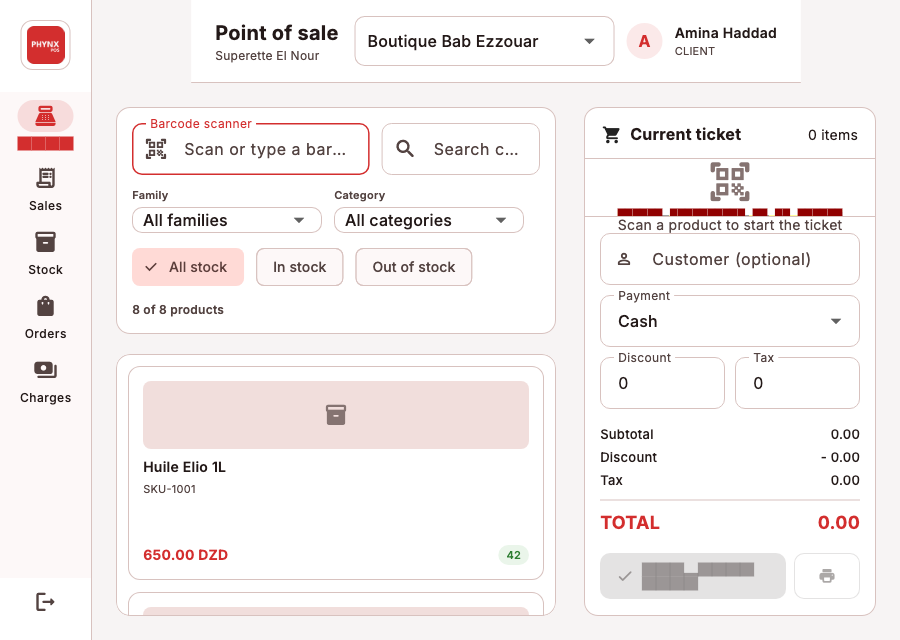 PHYNX
POS
Point of sale
Superette El Nour
Boutique Bab Ezzouar
A
Amina Haddad
CLIENT
Sales
Stock
Orders
Charges
Barcode scanner
Scan or type a bar...
Search c...
Family
Category
All families
All categories
All stock
In stock
Out of stock
8 of 8 products
Huile Elio 1L
SKU-1001
650.00 DZD
42
Current ticket
0 items
Scan a product to start the ticket
Customer (optional)
Payment
Cash
Discount
Tax
0
0
Subtotal 0.00
Discount - 0.00
Tax 0.00
TOTAL 0.00